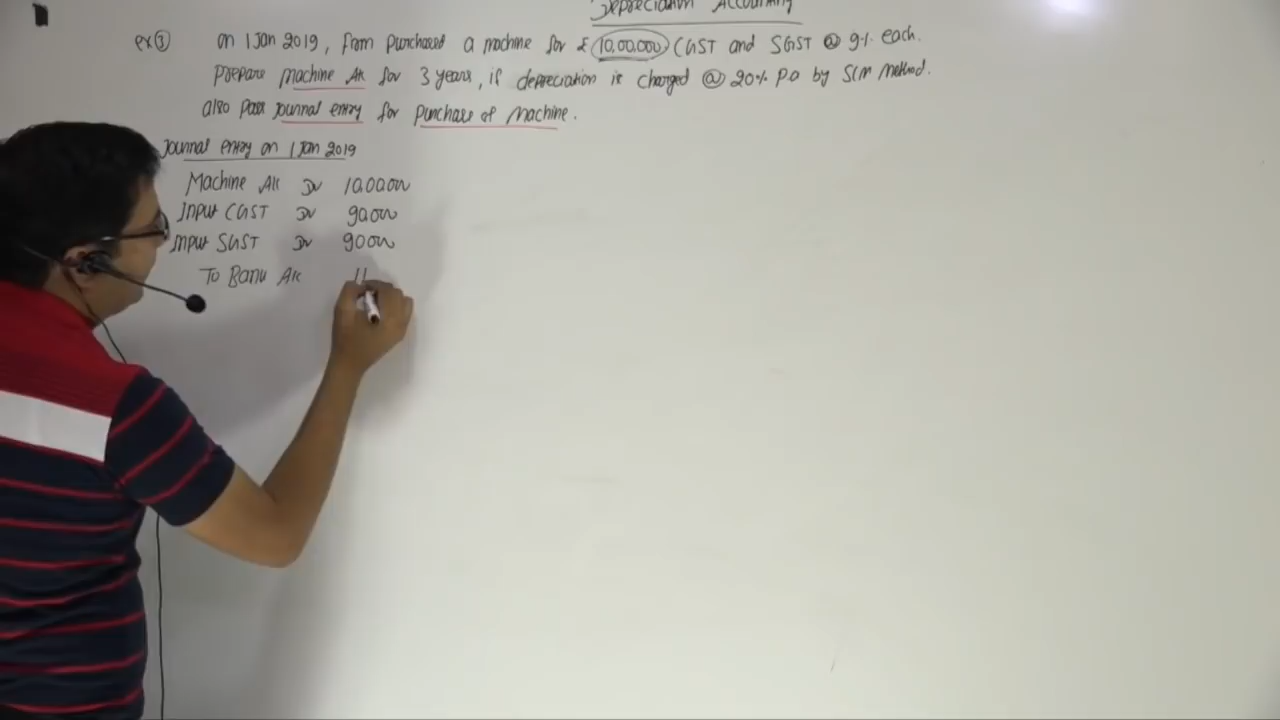 Depreciation Accounting
ex③ on 1 Jan 2019, from purchased a machine for ₹ 10,00,000 CGST and SGST @ 9% each.
Prepare Machine A/c for 3 years, if depreciation is charged @ 20% p.a by SLM Method.
also Pass Journal entry for Purchase of Machine.
Journal entry on 1 Jan 2019
Machine A/c Dr 10,00,000
Input CGST Dr 90,000
Input SGST Dr 90,000
To Bank A/c 11